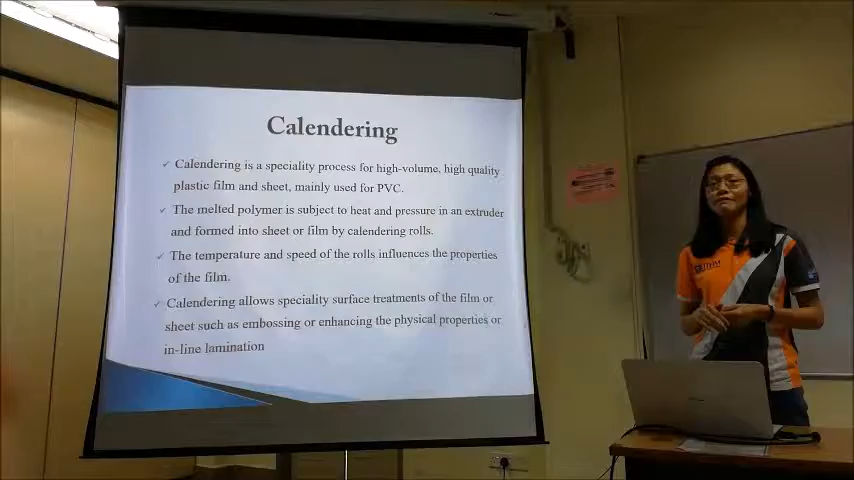 Calendering
✓ Calendering is a speciality process for high-volume, high quality
plastic film and sheet, mainly used for PVC.
✓ The melted polymer is subject to heat and pressure in an extruder
and formed into sheet or film by calendering rolls.
✓ The temperature and speed of the rolls influences the properties
of the film.
✓ Calendering allows speciality surface treatments of the film or
sheet such as embossing or enhancing the physical properties or
in-line lamination